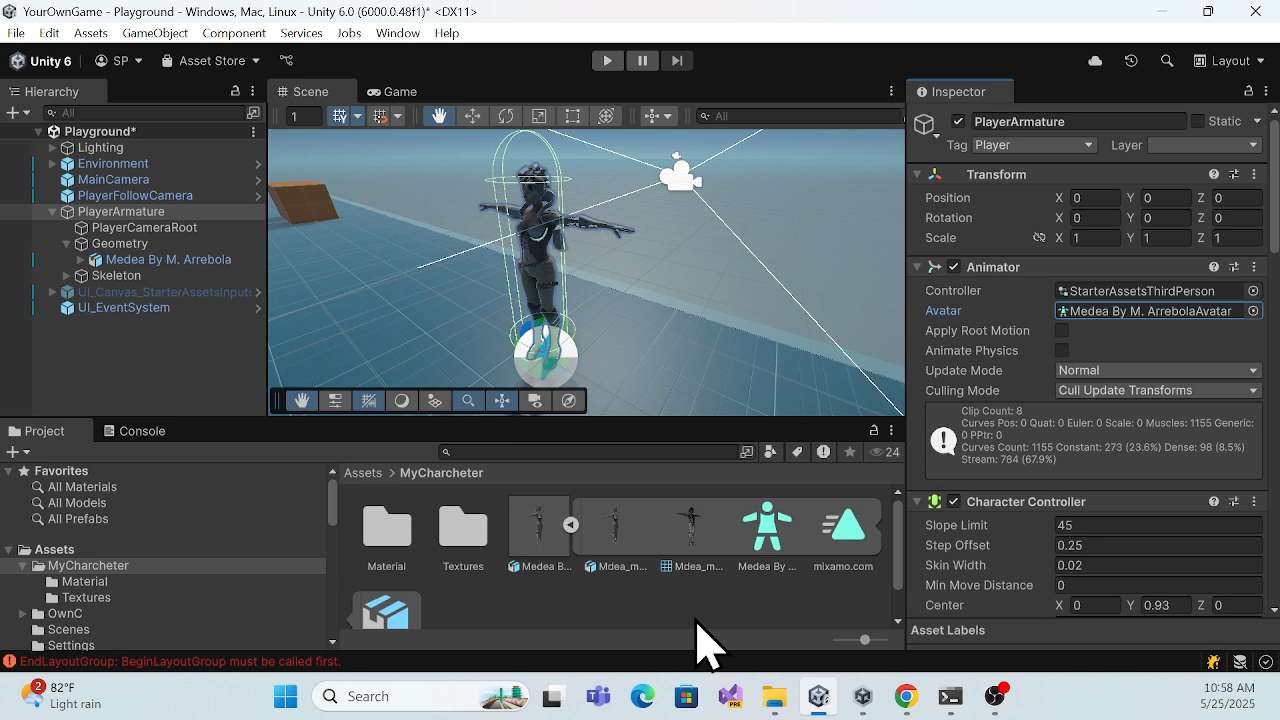 YourOwnGame - Playground - Windows, Mac, Linux - Unity 6.0 (6000.0.48f1)* <DX11>
File Edit Assets GameObject Component Services Jobs Window Help
Unity 6 SP Asset Store Layout
Hierarchy
All
Playground*
Lighting
Environment
MainCamera
PlayerFollowCamera
PlayerArmature
PlayerCameraRoot
Geometry
Medea By M. Arrebola
Skeleton
UI_Canvas_StarterAssetsInput
UI_EventSystem
Scene Game
1 All
Inspector
PlayerArmature Static
Tag Player Layer
Transform
Position X 0 Y 0 Z 0
Rotation X 0 Y 0 Z 0
Scale X 1 Y 1 Z 1
Animator
Controller StarterAssetsThirdPerson
Avatar Medea By M. ArrebolaAvatar
Apply Root Motion
Animate Physics
Update Mode Normal
Culling Mode Cull Update Transforms
Clip Count: 8
Curves Pos: 0 Quat: 0 Euler: 0 Scale: 0 Muscles: 1155 Generic:
0 PPtr: 0
Curves Count: 1155 Constant: 273 (23.6%) Dense: 98 (8.5%)
Stream: 784 (67.9%)
Character Controller
Slope Limit 45
Step Offset 0.25
Skin Width 0.02
Min Move Distance 0
Center X 0 Y 0.93 Z 0
Asset Labels
Project Console
24
Favorites
All Materials
All Models
All Prefabs
Assets
MyCharcheter
Material
Textures
OwnC
Scenes
Settings
Assets > MyCharcheter
Material Textures Medea B... Mdea_m... Mdea_m... Medea By ... mixamo.com
EndLayoutGroup: BeginLayoutGroup must be called first.
2 82°F
Light rain
Search
PRE
10:58 AM
5/25/2025